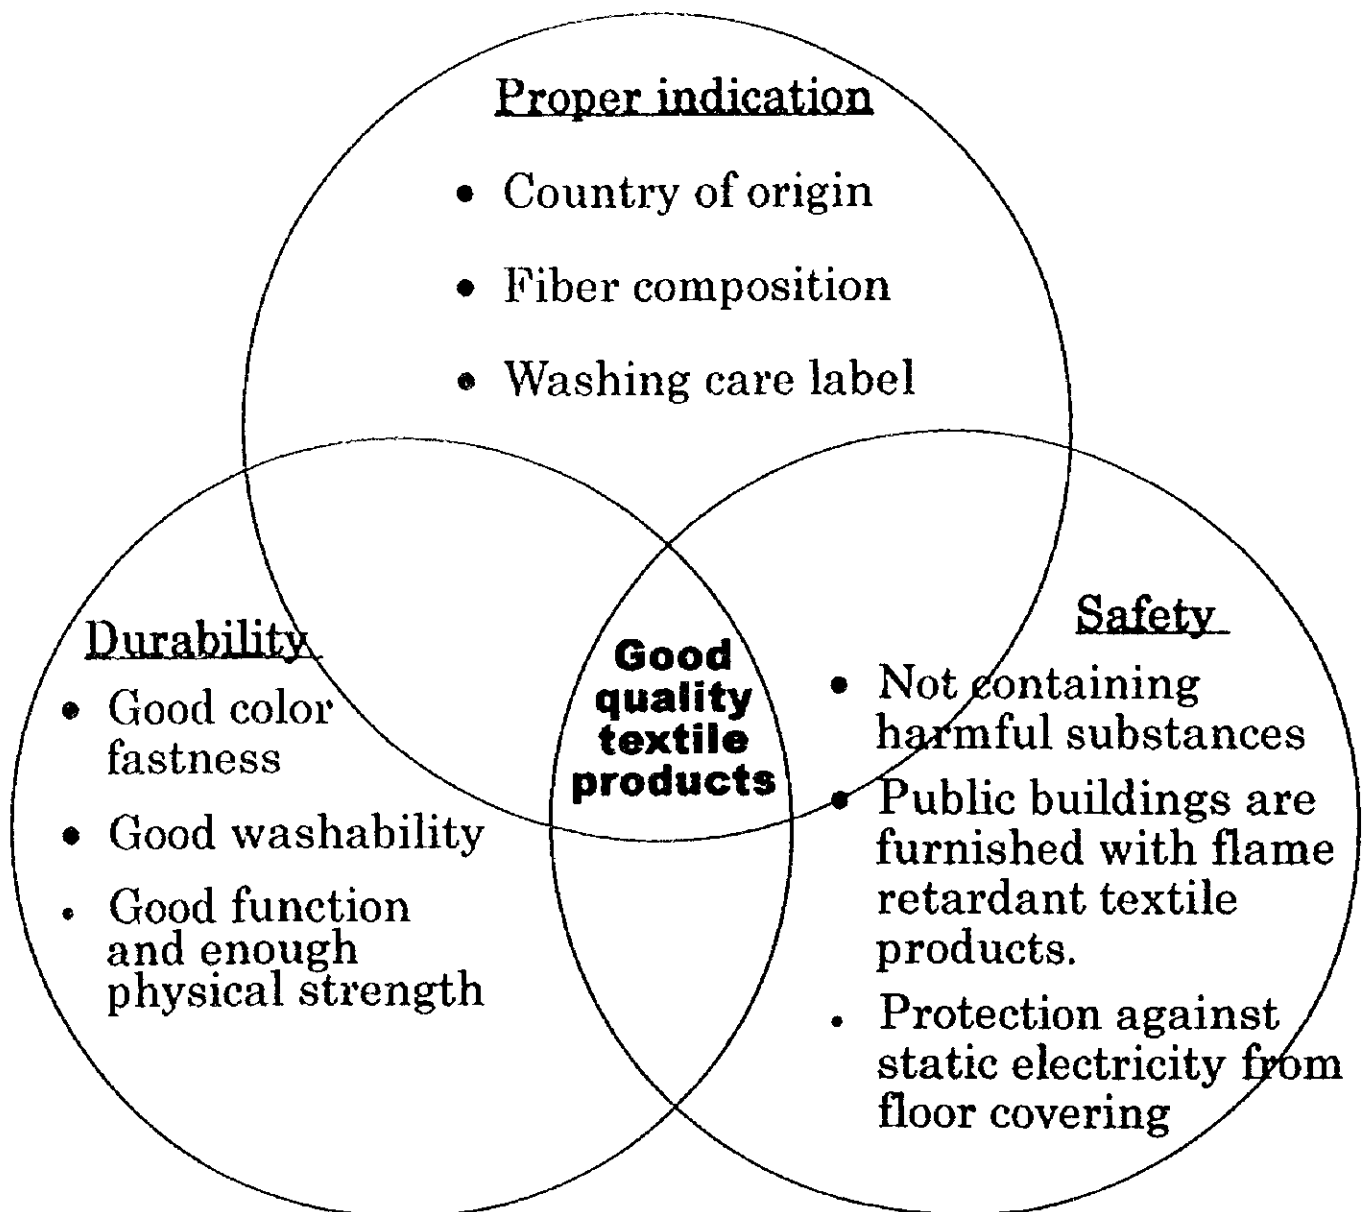 Proper indication
• Country of origin
• Fiber composition
• Washing care label
Durability
• Good color
fastness
• Good washability
• Good function
and enough
physical strength
Good
quality
textile
products
Safety
• Not containing
harmful substances
• Public buildings are
furnished with flame
retardant textile
products.
• Protection against
static electricity from
floor covering